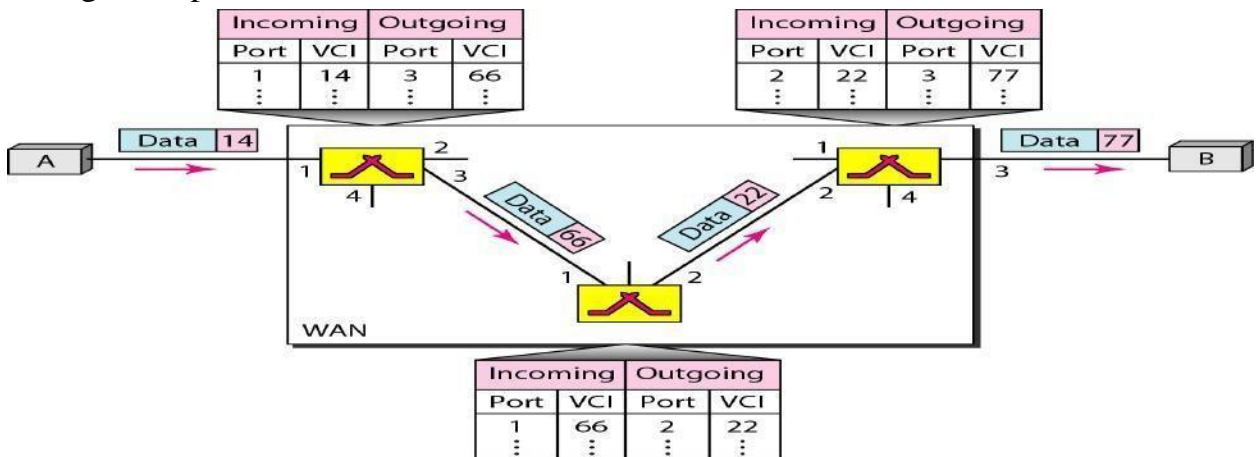 Incoming Outgoing
Port VCI Port VCI
1 14 3 66
⋮ ⋮ ⋮ ⋮
Incoming Outgoing
Port VCI Port VCI
2 22 3 77
⋮ ⋮ ⋮ ⋮
A
Data 14
1
2
3
4
Data 66
1
2
Data 22
1
2
3
4
Data 77
B
WAN
Incoming Outgoing
Port VCI Port VCI
1 66 2 22
⋮ ⋮ ⋮ ⋮